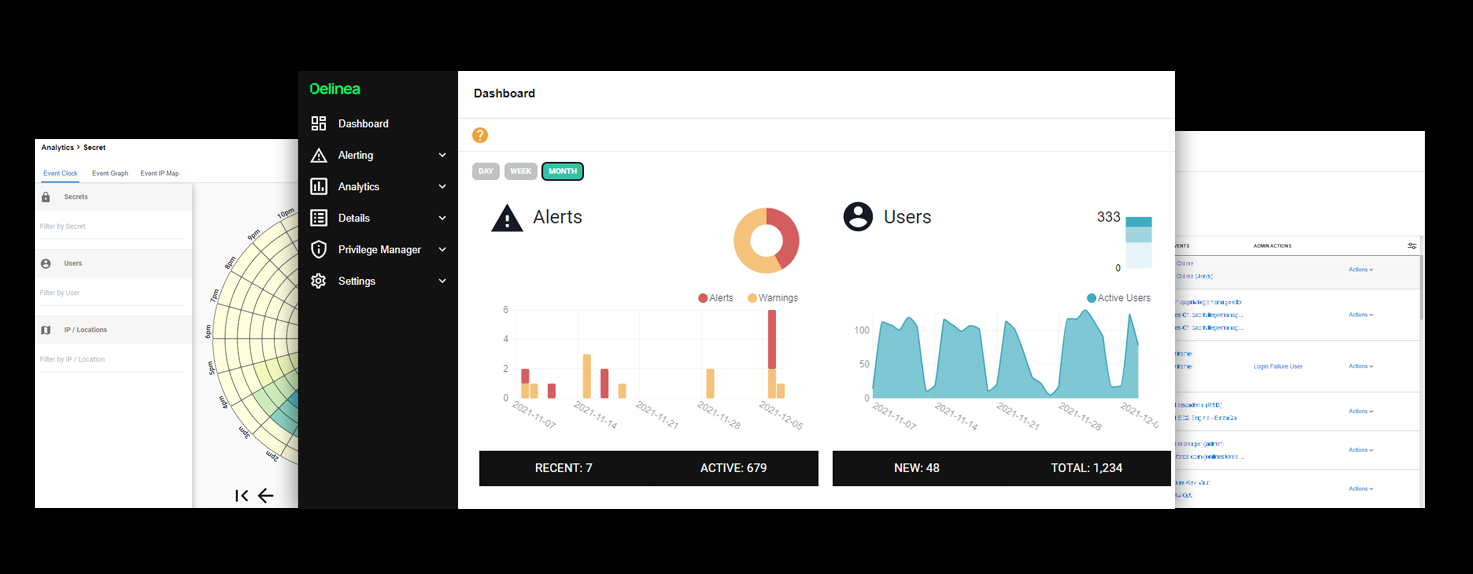 Analytics > Secret
Event Clock Event Graph Event IP Map
Secrets
Filter by Secret
Users
Filter by User
IP / Locations
Filter by IP / Location
10pm
9pm
8pm
7pm
6pm
5pm
4pm
3pm
2pm
Delinea
Dashboard
Alerting
Analytics
Details
Privilege Manager
Settings
Dashboard
?
DAY WEEK MONTH
Alerts
Alerts Warnings
6
4
2
0
2021-11-07 2021-11-14 2021-11-21 2021-11-28 2021-12-05
RECENT: 7 ACTIVE: 679
Users
333
0
Active Users
100
50
0
2021-11-07 2021-11-14 2021-11-21 2021-11-28 2021-12-0
NEW: 48 TOTAL: 1,234
ADMIN ACTIONS
Actions
Actions
Login Failure User Actions
Actions
Actions
Actions